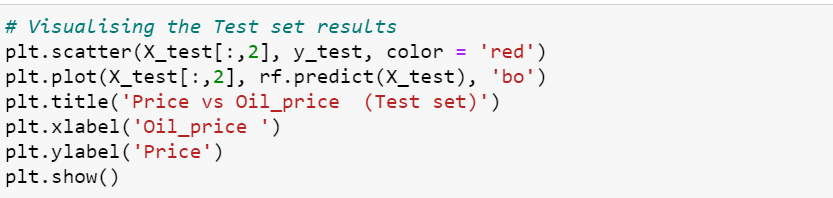 # Visualising the Test set results
plt.scatter(X_test[:,2], y_test, color = 'red')
plt.plot(X_test[:,2], rf.predict(X_test), 'bo')
plt.title('Price vs Oil_price  (Test set)')
plt.xlabel('Oil_price ')
plt.ylabel('Price')
plt.show()